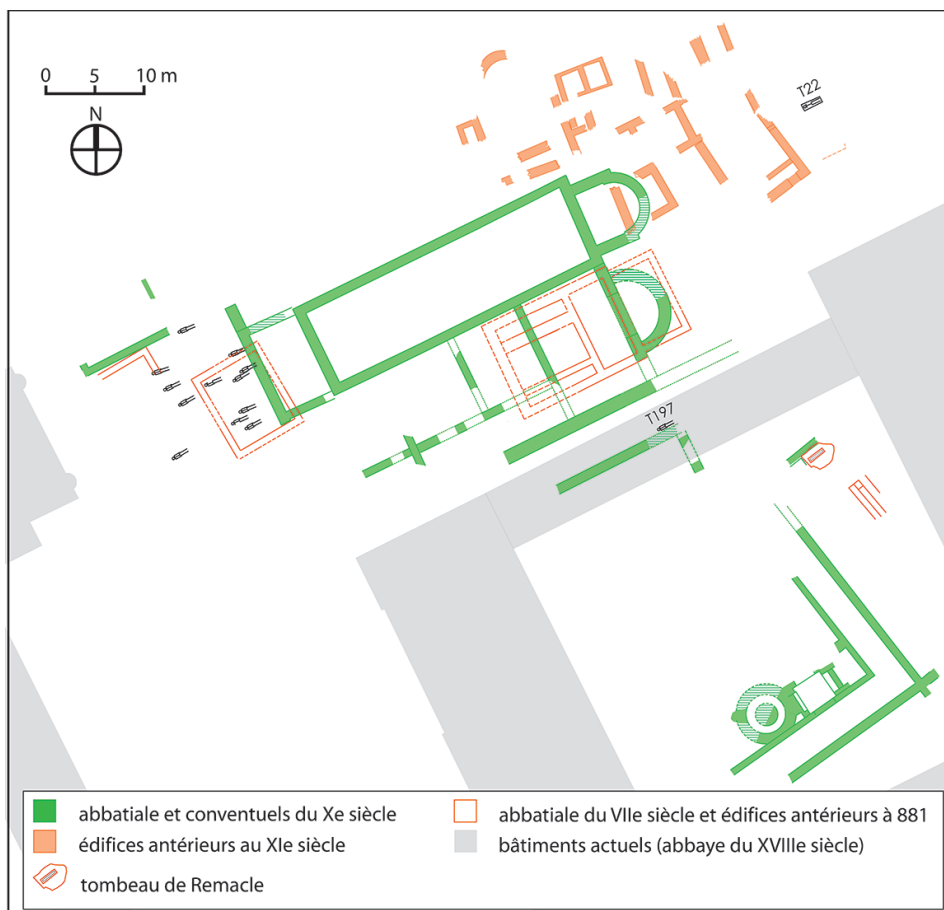 0 5 10 m
N
T22
T197
abbatiale et conventuels du Xe siècle
édifices antérieurs au XIe siècle
tombeau de Remacle
abbatiale du VIIe siècle et édifices antérieurs à 881
bâtiments actuels (abbaye du XVIIIe siècle)